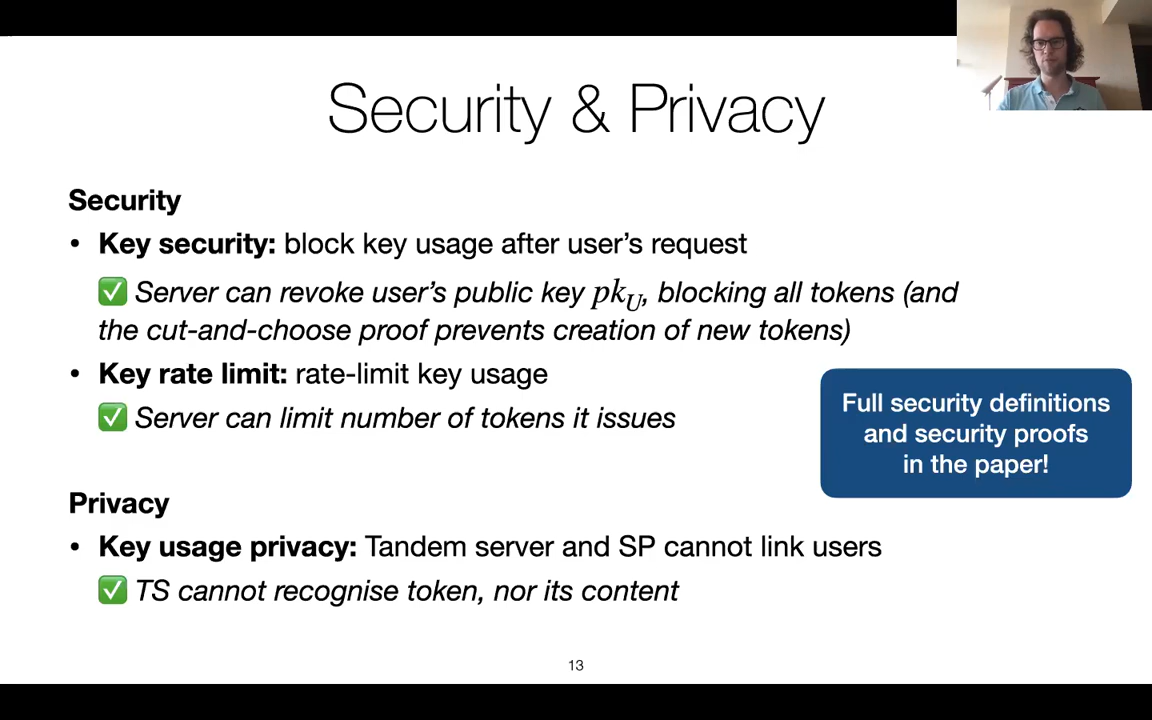 Security & Privacy
Security
• Key security: block key usage after user's request
✅ Server can revoke user's public key pk_U, blocking all tokens (and
the cut-and-choose proof prevents creation of new tokens)
• Key rate limit: rate-limit key usage
✅ Server can limit number of tokens it issues
Full security definitions
and security proofs
in the paper!
Privacy
• Key usage privacy: Tandem server and SP cannot link users
✅ TS cannot recognise token, nor its content
13